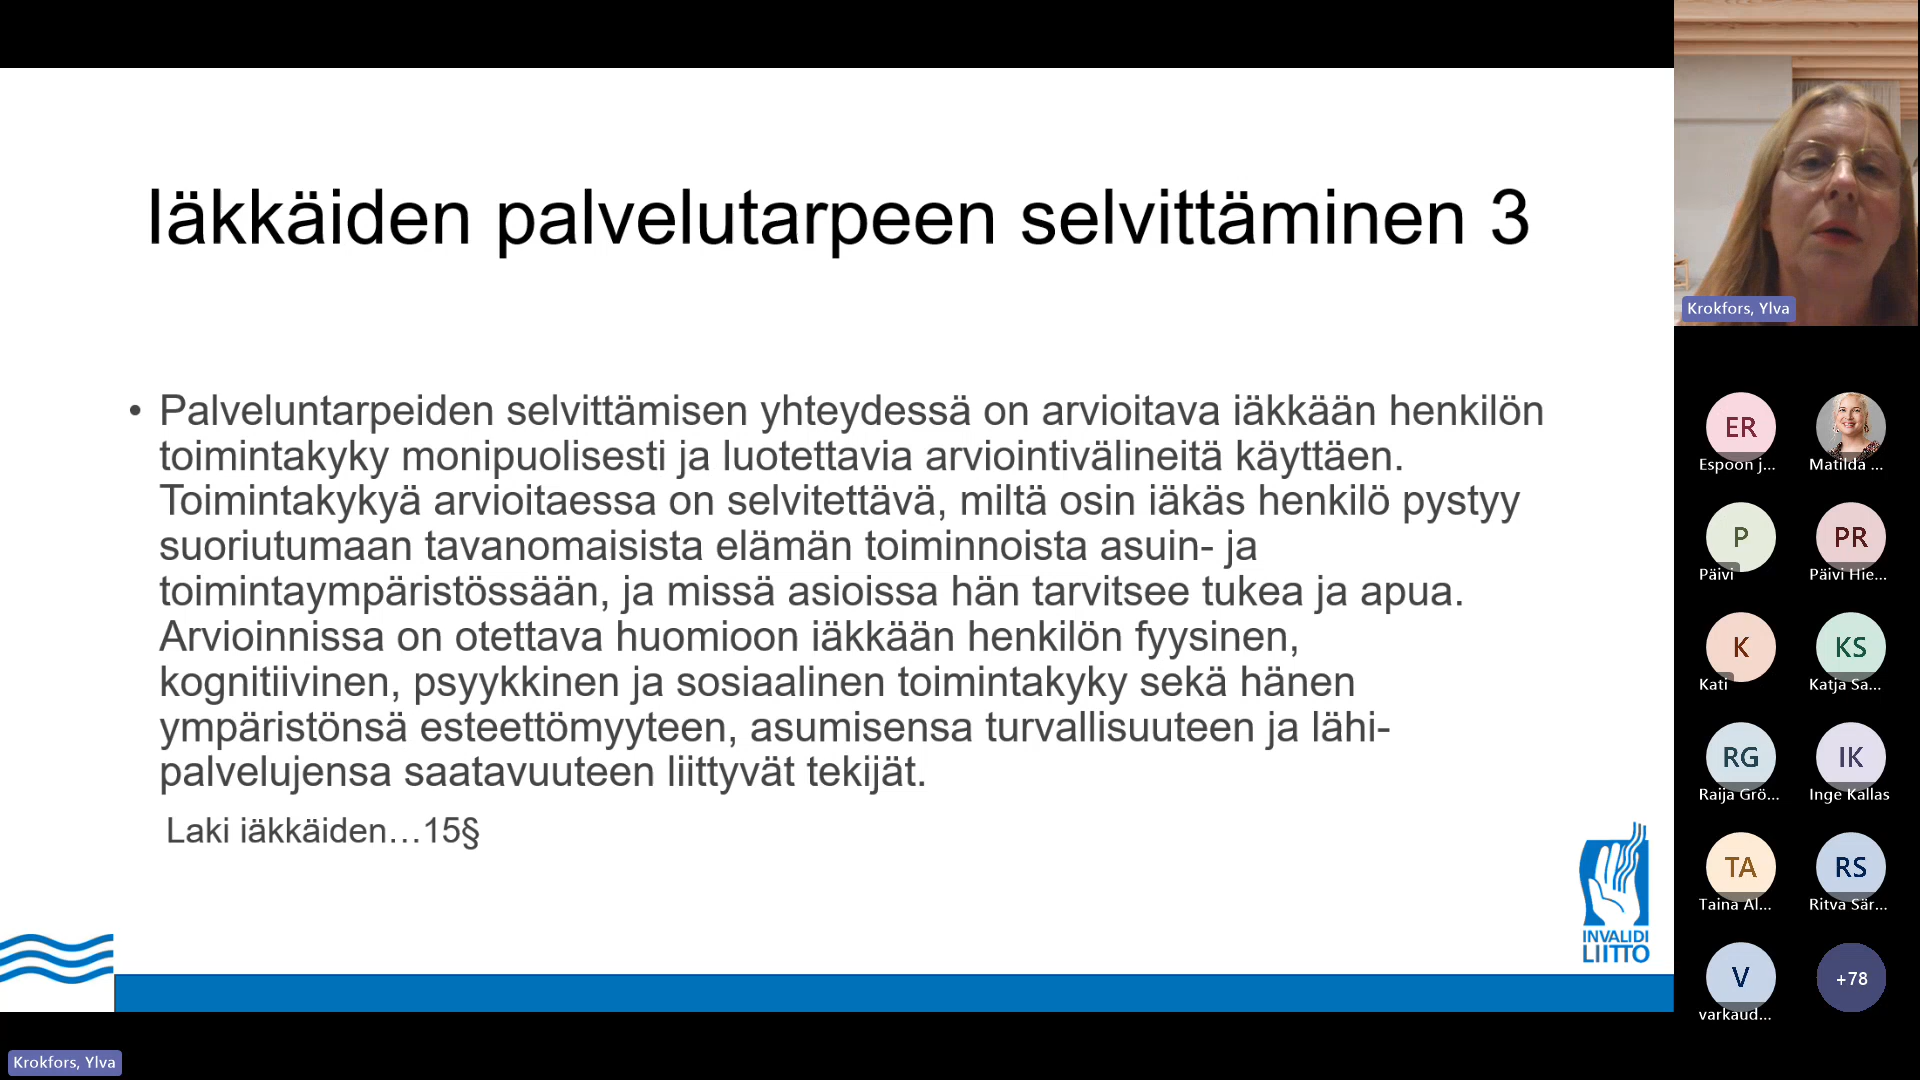 Iäkkäiden palvelutarpeen selvittäminen 3
• Palveluntarpeiden selvittämisen yhteydessä on arvioitava iäkkään henkilön
toimintakyky monipuolisesti ja luotettavia arviointivälineitä käyttäen.
Toimintakykyä arvioitaessa on selvitettävä, miltä osin iäkäs henkilö pystyy
suoriutumaan tavanomaisista elämän toiminnoista asuin- ja
toimintaympäristössään, ja missä asioissa hän tarvitsee tukea ja apua.
Arvioinnissa on otettava huomioon iäkkään henkilön fyysinen,
kognitiivinen, psyykkinen ja sosiaalinen toimintakyky sekä hänen
ympäristönsä esteettömyyteen, asumisensa turvallisuuteen ja lähi-
palvelujensa saatavuuteen liittyvät tekijät.
Laki iäkkäiden…15§
INVALIDI
LIITTO
Krokfors, Ylva
Krokfors, Ylva
ER
Espoon j...
Matilda ...
P
Päivi
PR
Päivi Hie...
K
Kati
KS
Katja Sa...
RG
Raija Grö...
IK
Inge Kallas
TA
Taina Al...
RS
Ritva Sär...
V
varkaud...
+78